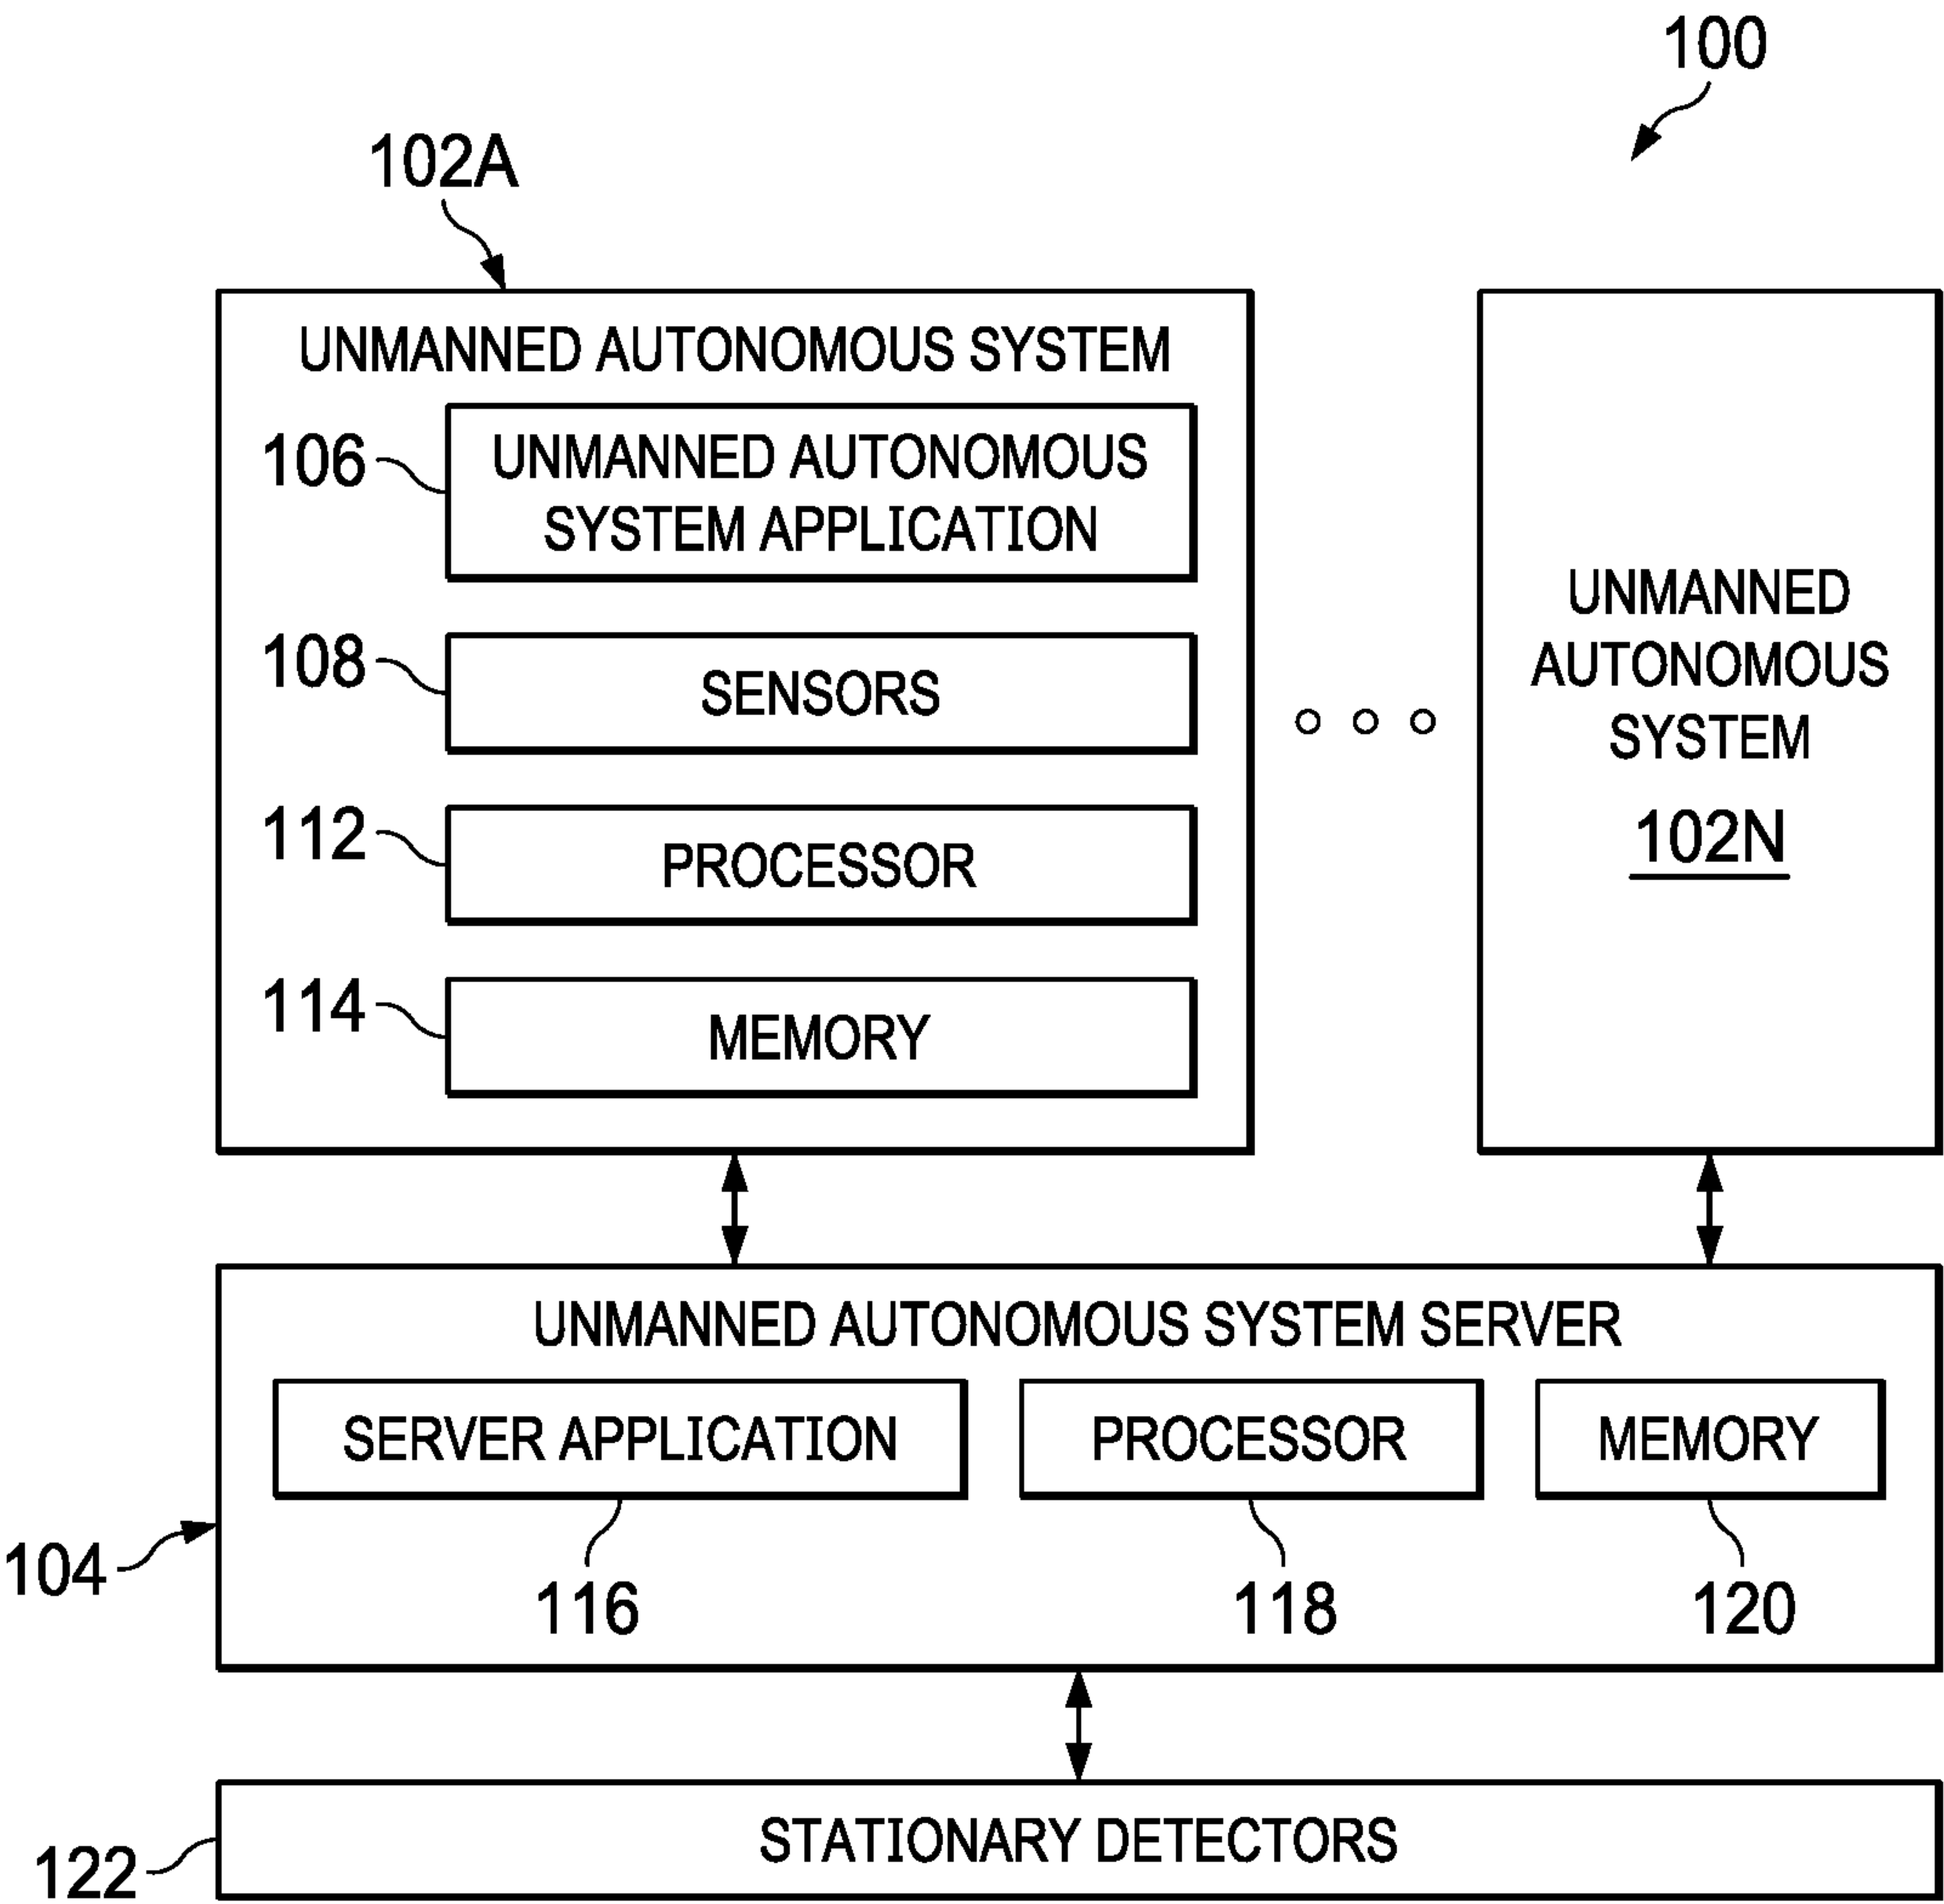 100
102A
UNMANNED AUTONOMOUS SYSTEM
106
UNMANNED AUTONOMOUS
SYSTEM APPLICATION
108
SENSORS
112
PROCESSOR
114
MEMORY
UNMANNED
AUTONOMOUS
SYSTEM
102N
UNMANNED AUTONOMOUS SYSTEM SERVER
SERVER APPLICATION
PROCESSOR
MEMORY
104
116
118
120
STATIONARY DETECTORS
122